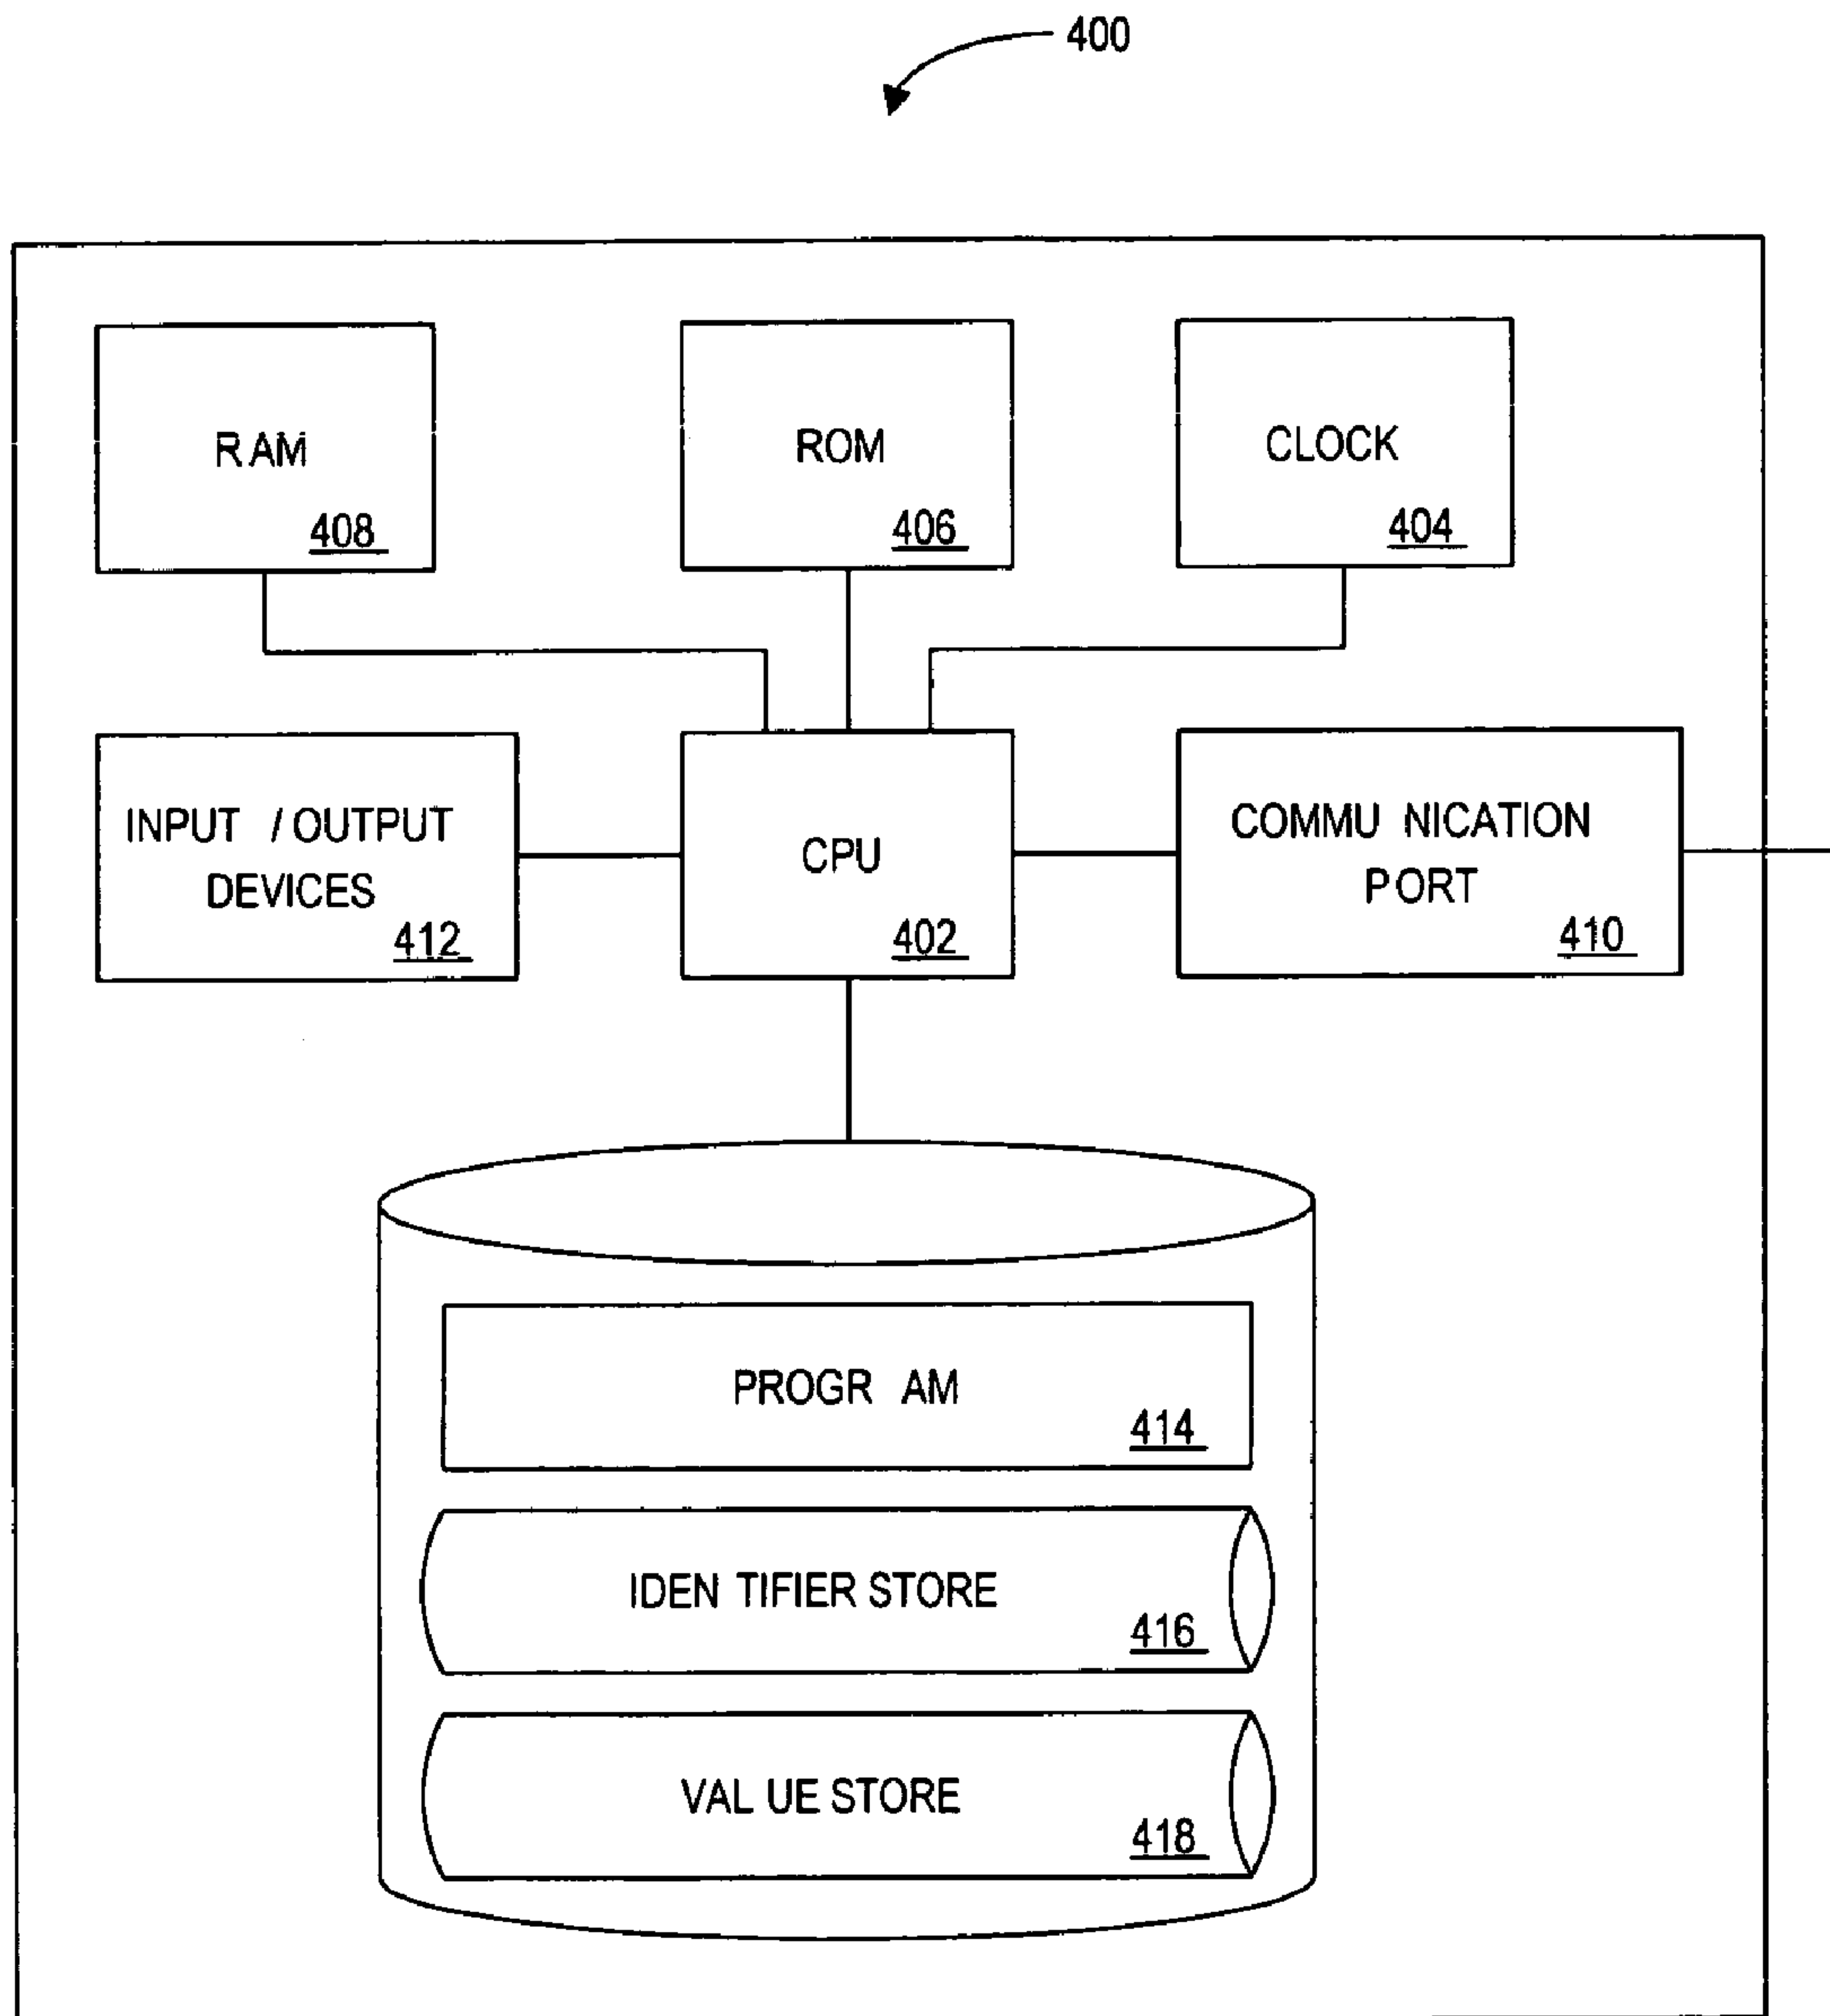 400
RAM
408
ROM
406
CLOCK
404
INPUT / OUTPUT
DEVICES
412
CPU
402
COMMU NICATION
PORT
410
PROGR AM
414
IDEN TIFIER STORE
416
VAL UE STORE
418